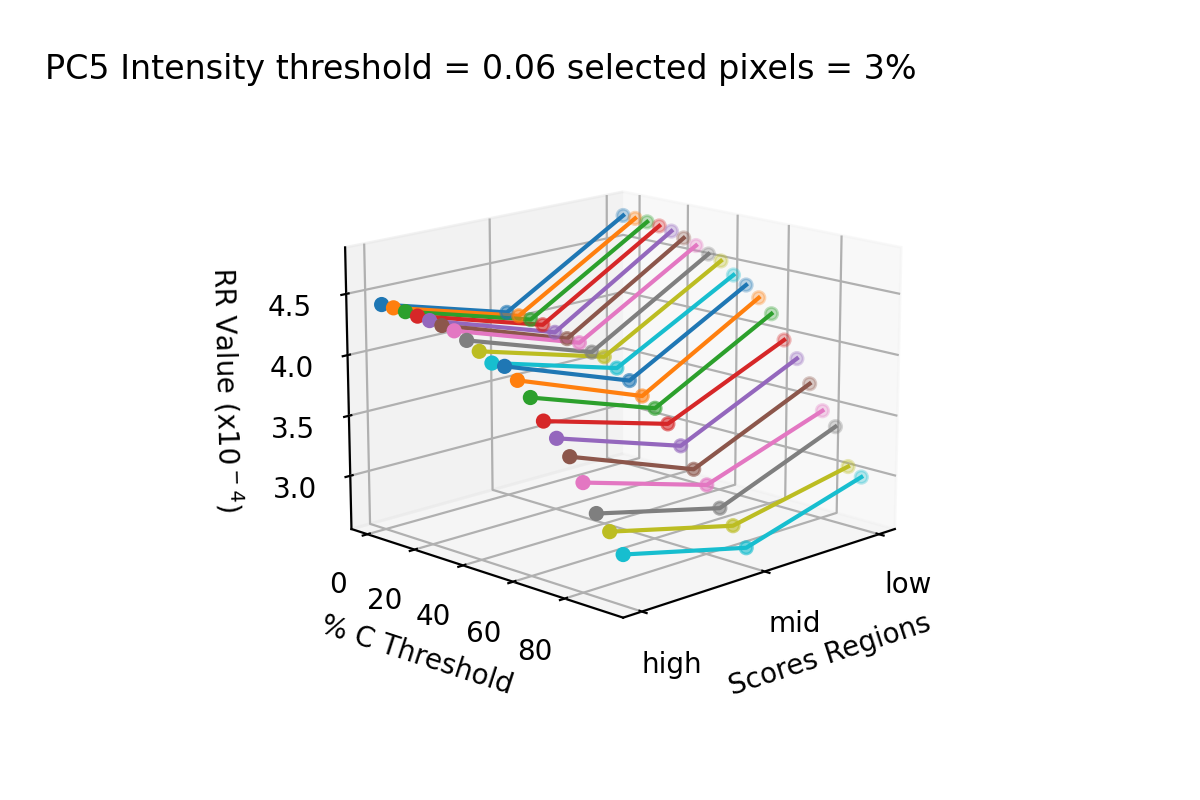 PC5 Intensity threshold = 0.06 selected pixels = 3%
RR Value (x10⁻⁴)
4.5
4.0
3.5
3.0
0
20
40
60
80
% C Threshold
high
mid
low
Scores Regions